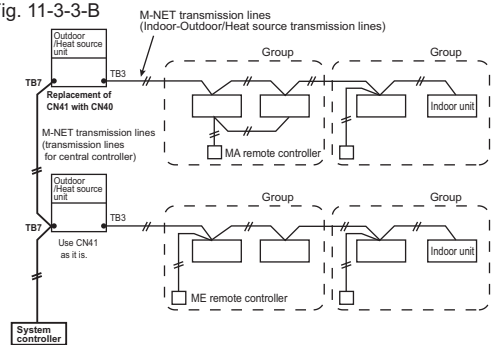 Fig. 11-3-3-B
M-NET transmission lines
(Indoor-Outdoor/Heat source transmission lines)
Outdoor
/Heat source
unit
Group
Group
TB7
TB3
Replacement of
CN41 with CN40
Indoor unit
M-NET transmission lines
(transmission lines
for central controller)
MA remote controller
Outdoor
/Heat source
unit
Group
Group
TB7
TB3
Use CN41
as it is.
Indoor unit
ME remote controller
System
controller